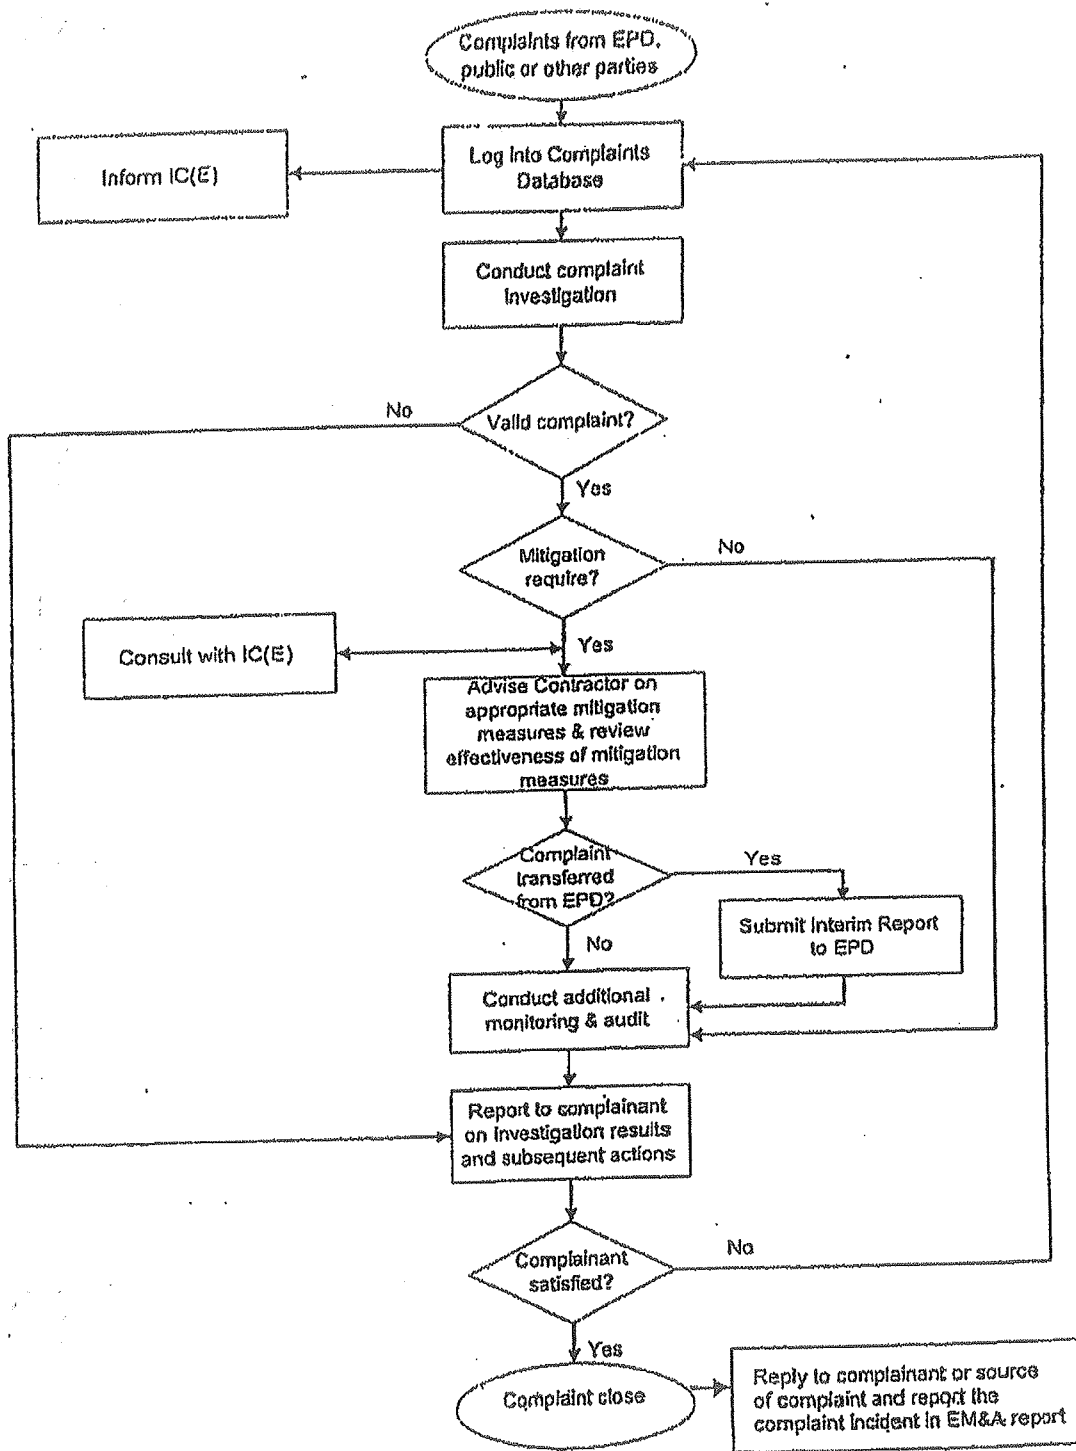 Complaints from EPD,
public or other parties
Log into Complaints
Database
Inform IC(E)
Conduct complaint
Investigation
No
Valid complaint?
Yes
Mitigation
require?
No
Yes
Consult with IC(E)
Advise Contractor on
appropriate mitigation
measures & review
effectiveness of mitigation
measures
Complaint
transferred
from EPD?
Yes
Submit Interim Report
to EPD
No
Conduct additional
monitoring & audit
Report to complainant
on investigation results
and subsequent actions
Complainant
satisfied?
No
Yes
Complaint close
Reply to complainant or source
of complaint and report the
complaint incident in EM&A report